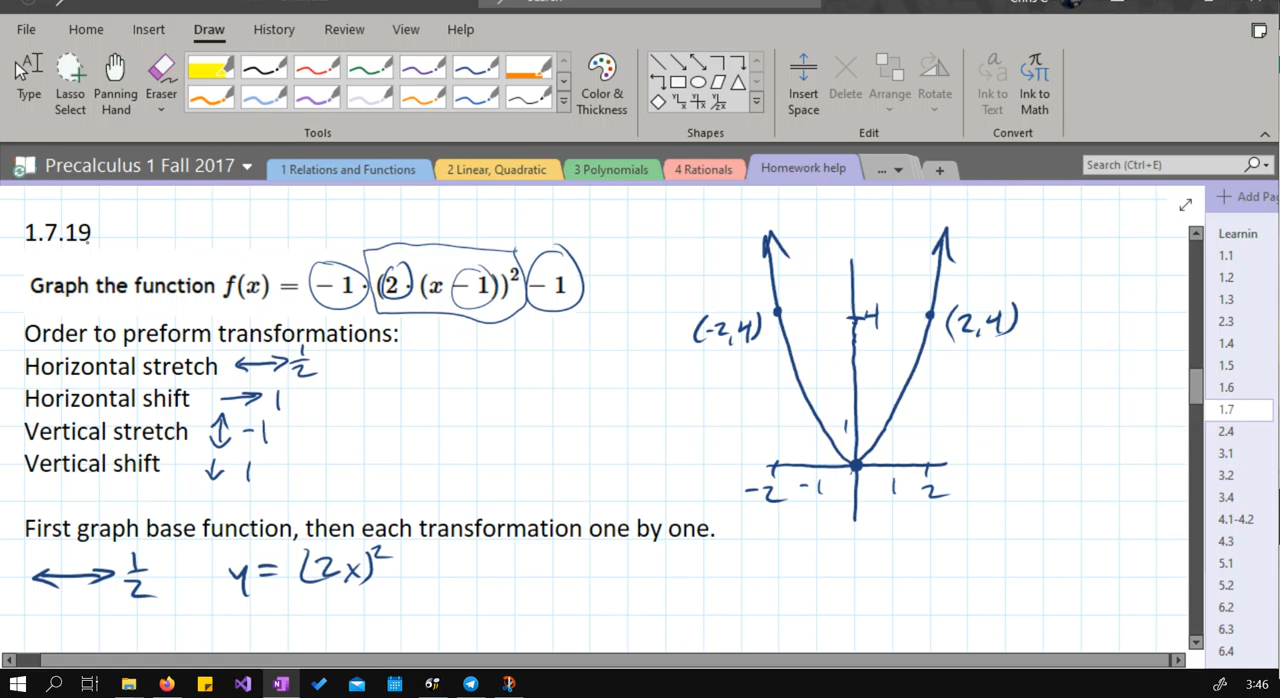 File Home Insert Draw History Review View Help
Type Lasso Select Panning Hand Eraser Color & Thickness Insert Space Delete Arrange Rotate Ink to Text Ink to Math
Tools Shapes Edit Convert
Precalculus 1 Fall 2017 1 Relations and Functions 2 Linear, Quadratic 3 Polynomials 4 Rationals Homework help ... + Search (Ctrl+E)
+ Add Pag
1.7.19
Graph the function f(x) = − 1 · (2 · (x − 1))² − 1
Order to preform transformations:
Horizontal stretch ↔ 1/2
Horizontal shift → 1
Vertical stretch ↕ -1
Vertical shift ↓ 1
First graph base function, then each transformation one by one.
↔ 1/2 y = (2x)²
(-2,4) 4 (2,4)
1
-2 -1 1 2
Learnin
1.1
1.2
1.3
2.3
1.4
1.5
1.6
1.7
2.4
3.1
3.2
3.4
4.1-4.2
4.3
5.1
5.2
6.2
6.3
6.4
3:46